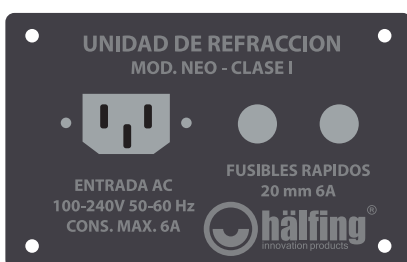 UNIDAD DE REFRACCION
MOD. NEO - CLASE I
ENTRADA AC
100-240V 50-60 Hz
CONS. MAX. 6A
FUSIBLES RAPIDOS
20 mm 6A
hälfing®
innovation products